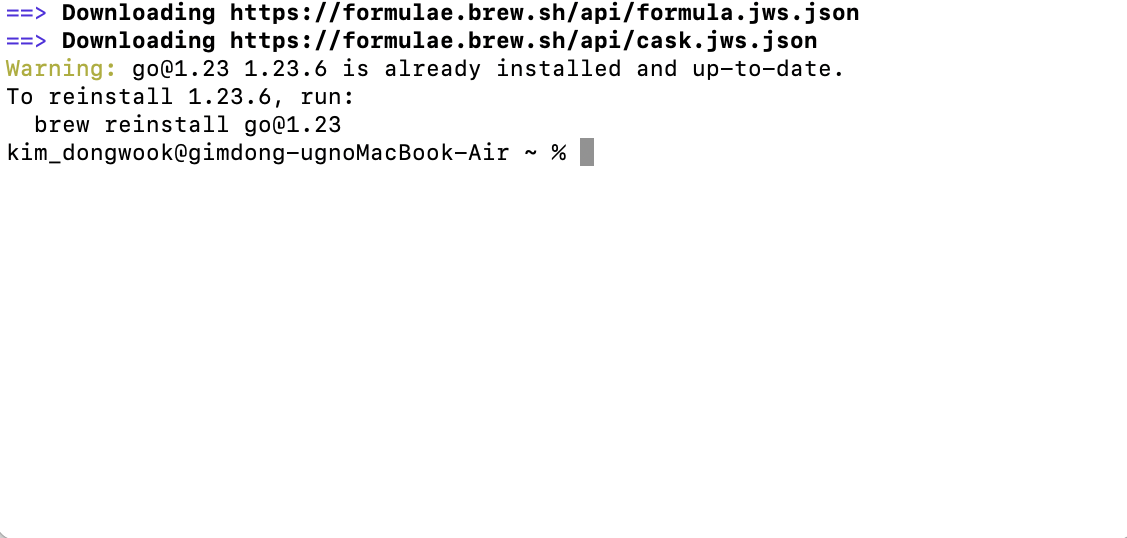 ==> Downloading https://formulae.brew.sh/api/formula.jws.json
==> Downloading https://formulae.brew.sh/api/cask.jws.json
Warning: go@1.23 1.23.6 is already installed and up-to-date.
To reinstall 1.23.6, run:
  brew reinstall go@1.23
kim_dongwook@gimdong-ugnoMacBook-Air ~ %